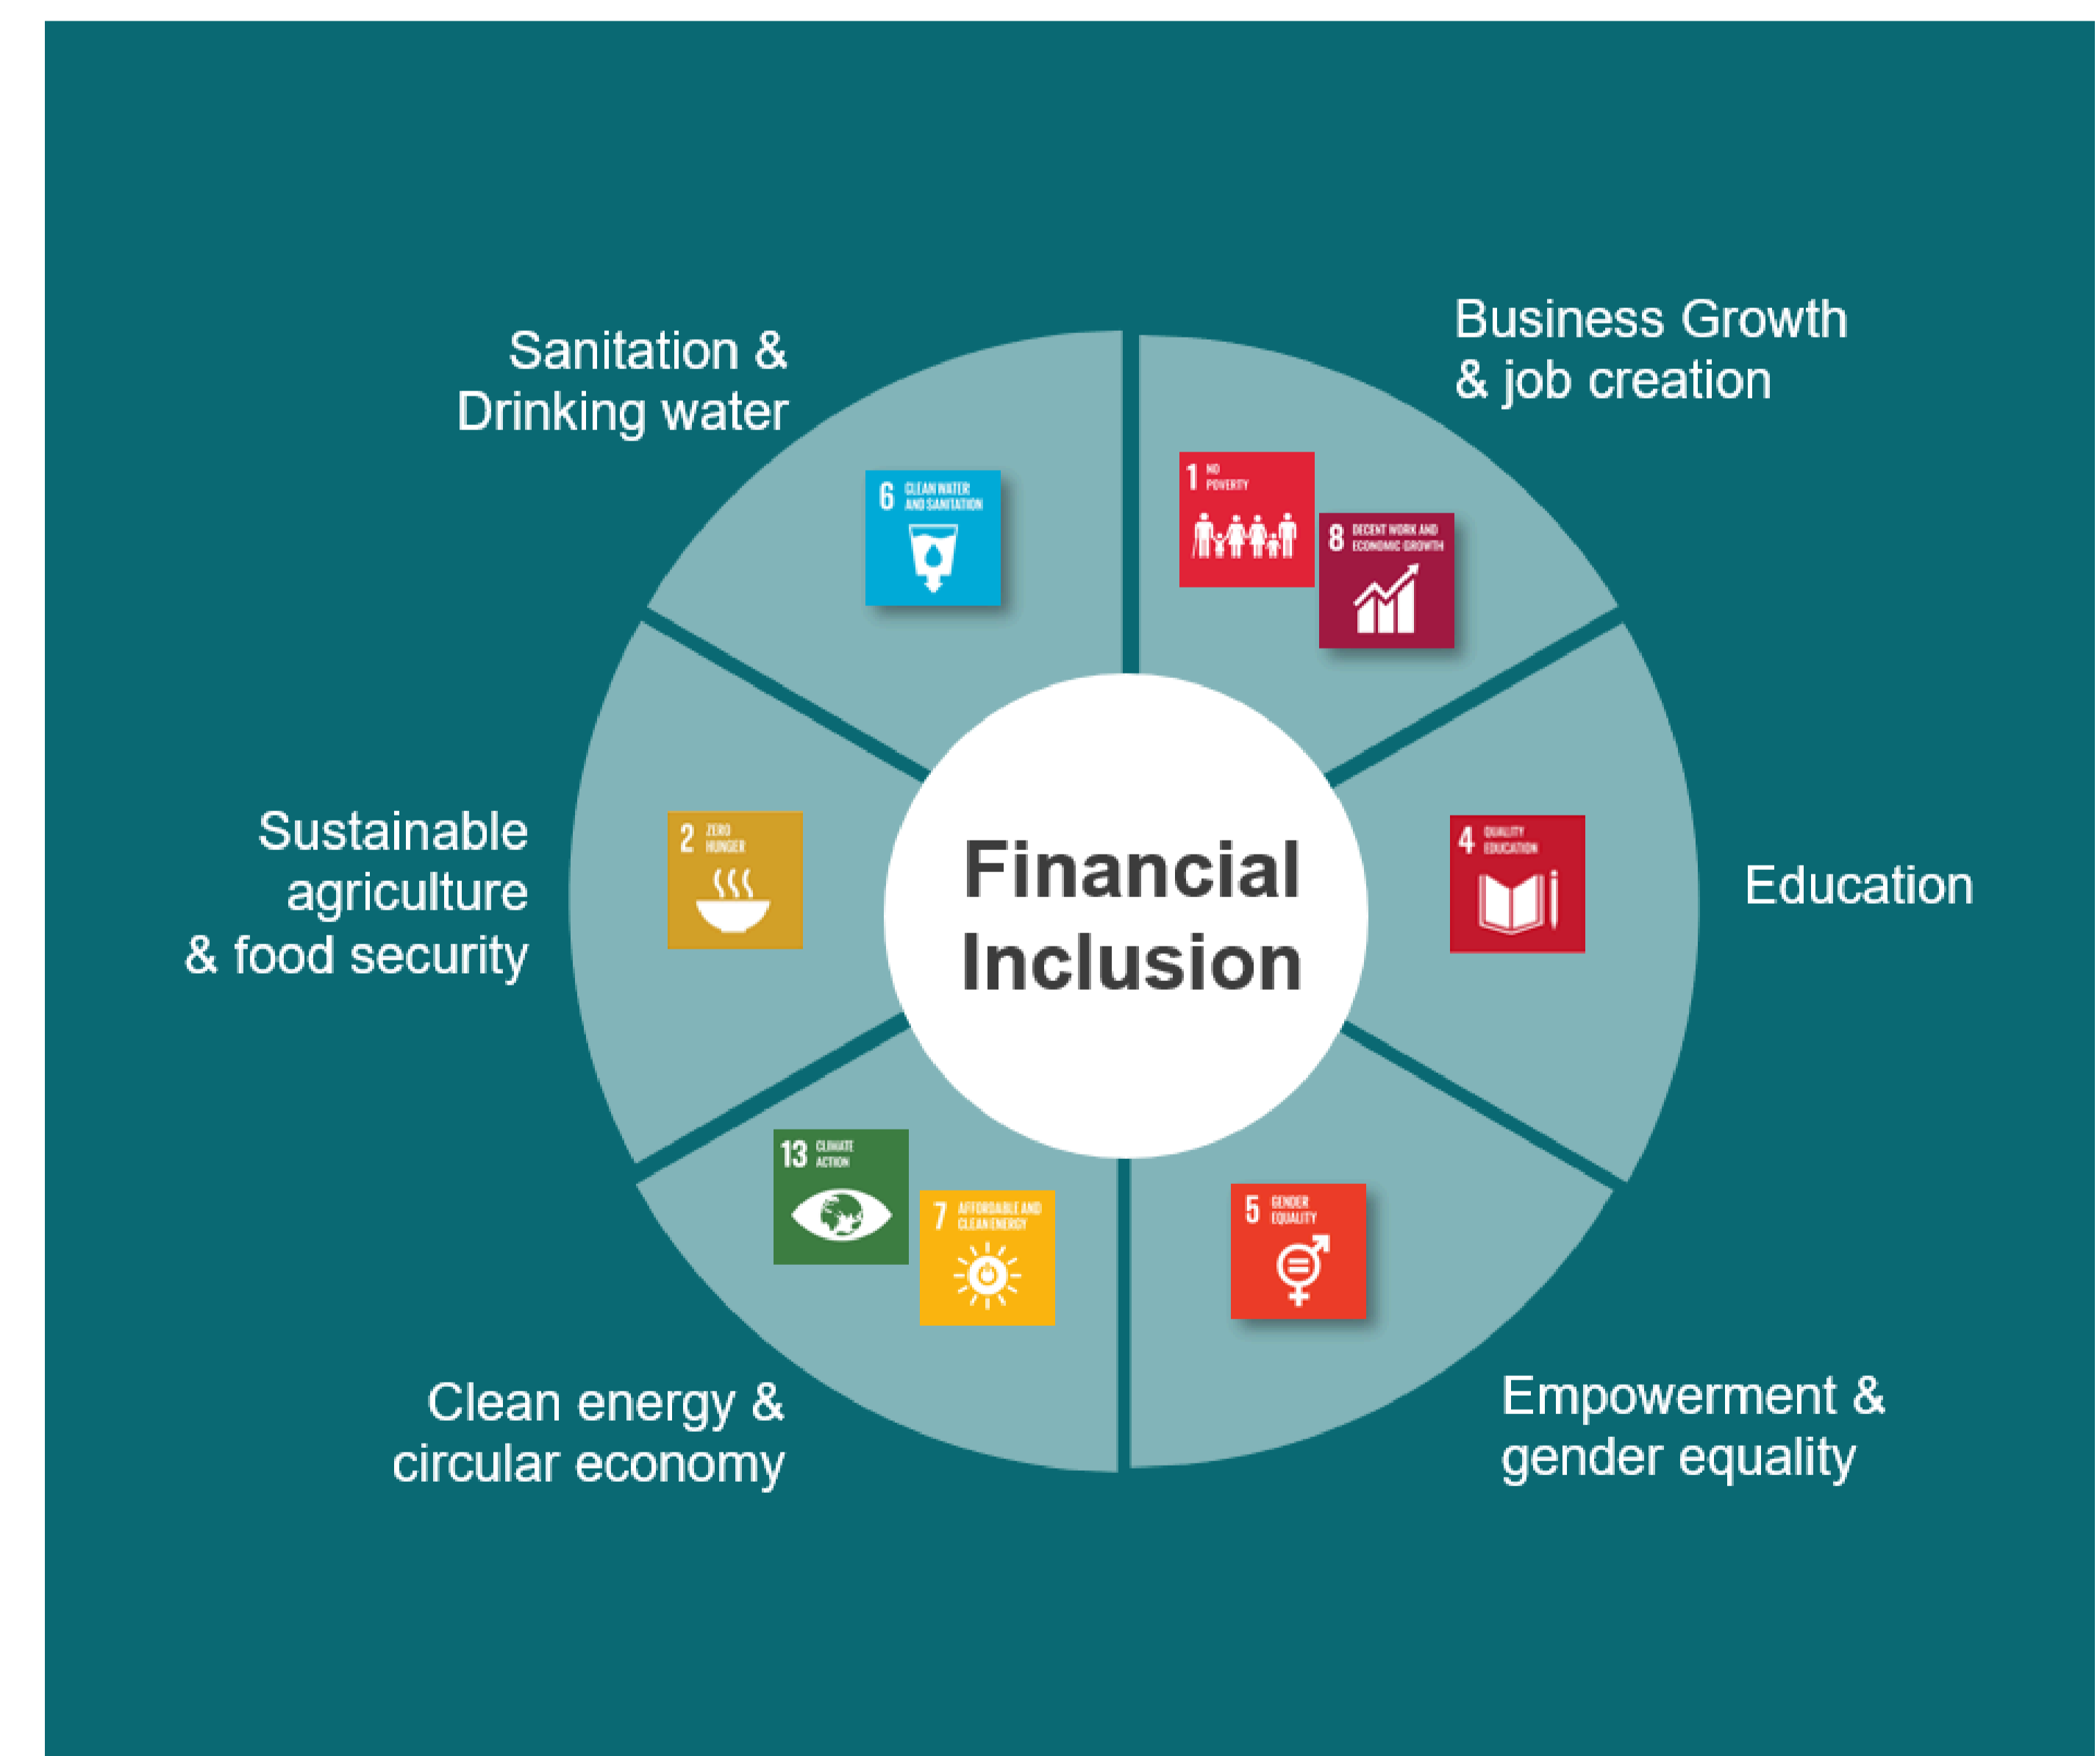 Sanitation &
Drinking water
Business Growth
& job creation
6 CLEAN WATER
AND SANITATION
1 NO
POVERTY
8 DECENT WORK AND
ECONOMIC GROWTH
Sustainable
agriculture
& food security
2 ZERO
HUNGER
Financial
Inclusion
4 QUALITY
EDUCATION
Education
13 CLIMATE
ACTION
7 AFFORDABLE AND
CLEAN ENERGY
5 GENDER
EQUALITY
Clean energy &
circular economy
Empowerment &
gender equality